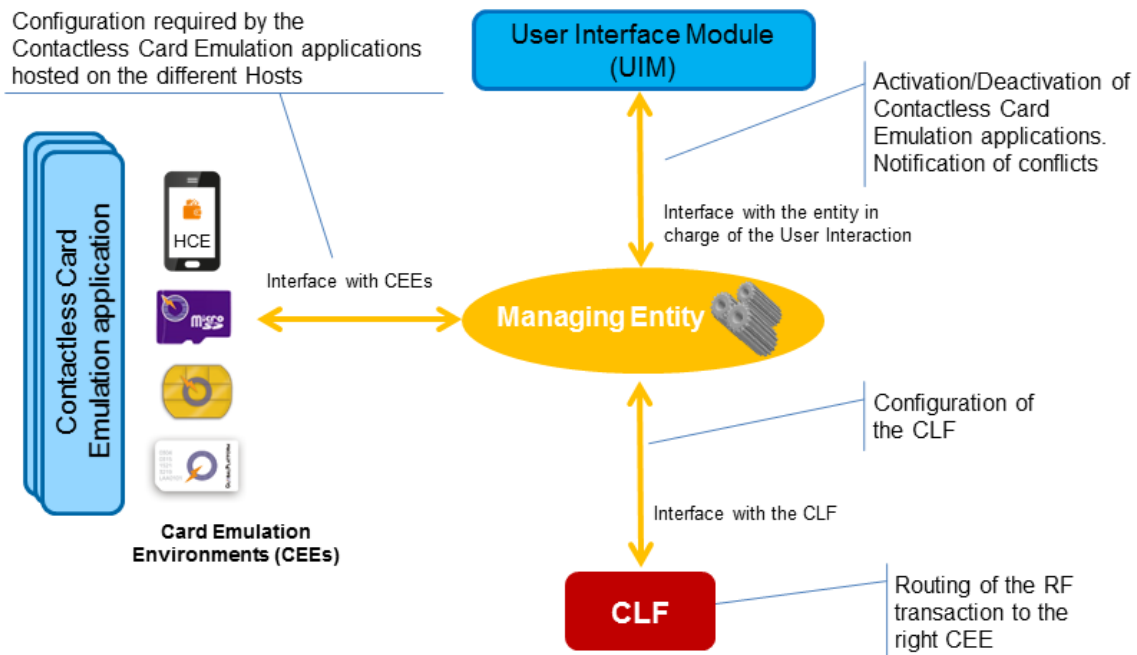 Configuration required by the
Contactless Card Emulation applications
hosted on the different Hosts
User Interface Module
(UIM)
Activation/Deactivation of
Contactless Card
Emulation applications.
Notification of conflicts
Interface with the entity in
charge of the User Interaction
Contactless Card
Emulation application
HCE
Interface with CEEs
micro
SD
Managing Entity
Configuration of
the CLF
GLOBALPLATFORM
Interface with the CLF
Card Emulation
Environments (CEEs)
CLF
Routing of the RF
transaction to the
right CEE